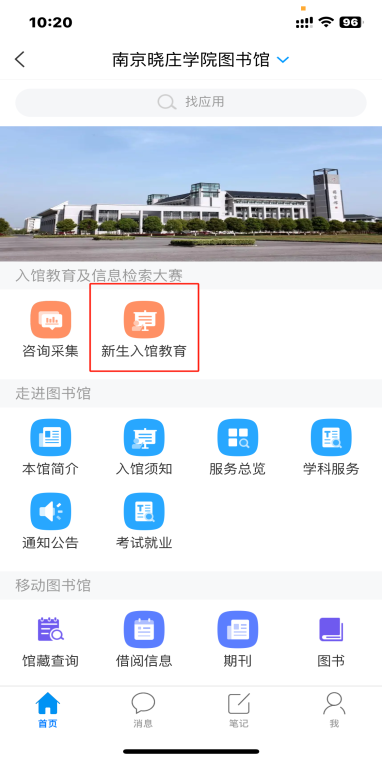 10:20
96
南京晓庄学院图书馆
找应用
入馆教育及信息检索大赛
咨询采集 新生入馆教育
走进图书馆
本馆简介 入馆须知 服务总览 学科服务
通知公告 考试就业
移动图书馆
馆藏查询 借阅信息 期刊 图书
首页 消息 笔记 我